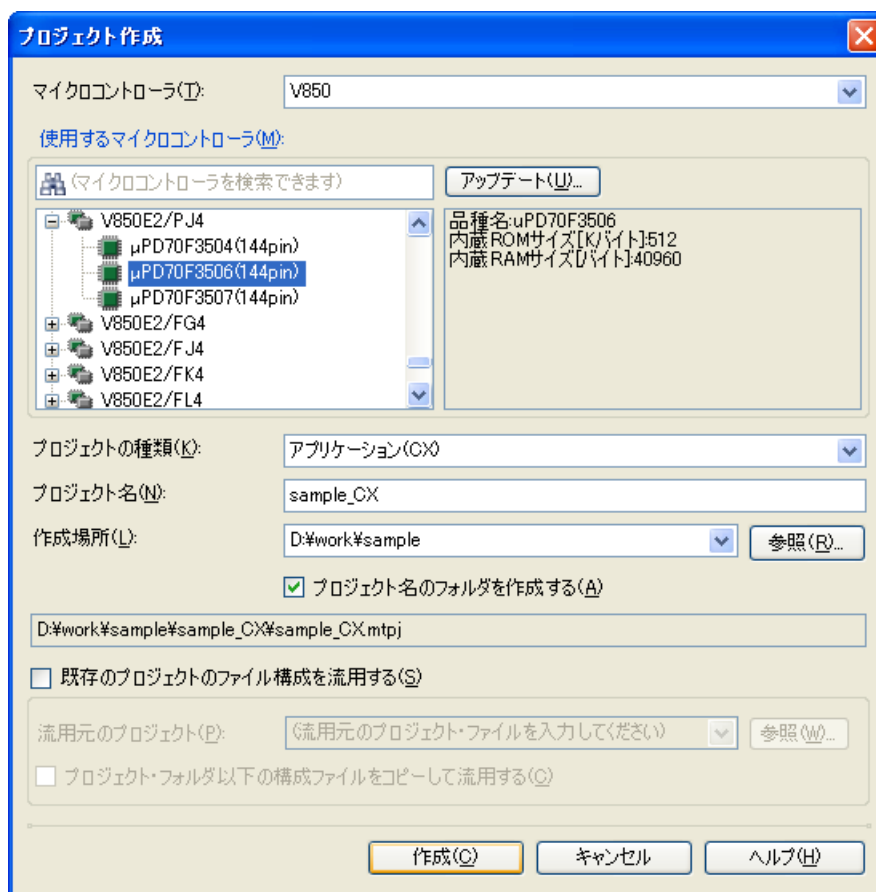 プロジェクト作成
マイクロコントローラ(T): V850
使用するマイクロコントローラ(M):
(マイクロコントローラを検索できます) アップデート(U)...
V850E2/PJ4
μPD70F3504(144pin)
μPD70F3506(144pin)
μPD70F3507(144pin)
V850E2/FG4
V850E2/FJ4
V850E2/FK4
V850E2/FL4
品種名:uPD70F3506
内蔵ROMサイズ[Kバイト]:512
内蔵RAMサイズ[バイト]:40960
プロジェクトの種類(K): アプリケーション(CX)
プロジェクト名(N): sample_CX
作成場所(L): D:¥work¥sample 参照(R)...
プロジェクト名のフォルダを作成する(A)
D:¥work¥sample¥sample_CX¥sample_CX.mtpj
既存のプロジェクトのファイル構成を流用する(S)
流用元のプロジェクト(P): (流用元のプロジェクト・ファイルを入力してください) 参照(W)...
プロジェクト・フォルダ以下の構成ファイルをコピーして流用する(C)
作成(C) キャンセル ヘルプ(H)